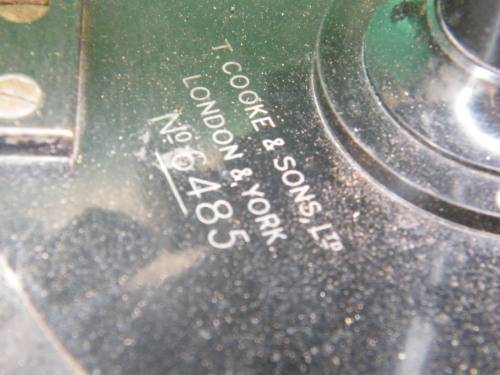 T. COOKE & SONS, LTD
LONDON & YORK.
No 6485